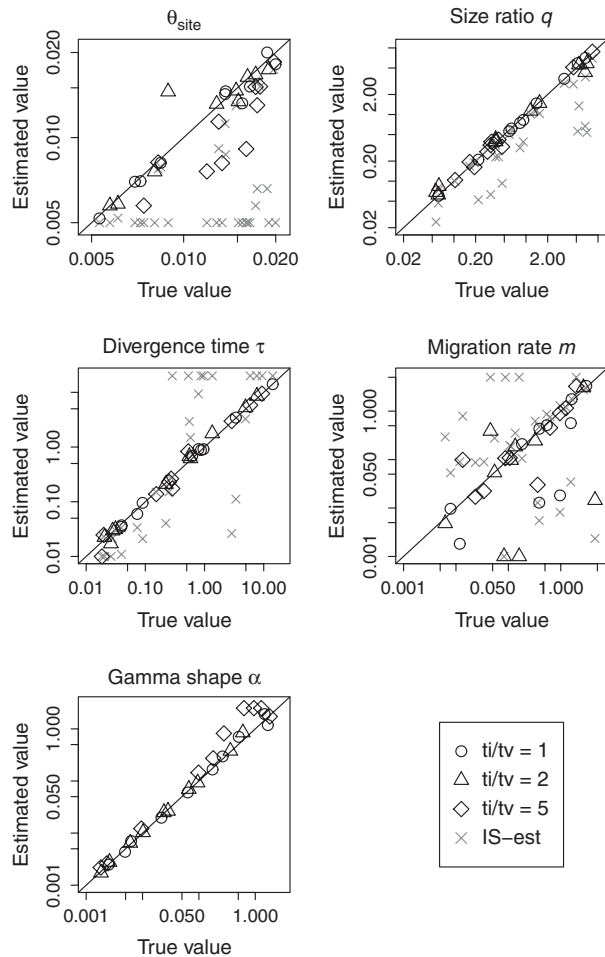 θsite
Size ratio q
Estimated value
0.005 0.010 0.020
0.005 0.010 0.020
True value
Estimated value
0.02 0.20 2.00
0.02 0.20 2.00
True value
Divergence time τ
Migration rate m
Estimated value
0.01 0.10 1.00
0.01 0.10 1.00 10.00
True value
Estimated value
0.001 0.050 1.000
0.001 0.050 1.000
True value
Gamma shape α
Estimated value
0.001 0.050 1.000
0.001 0.050 1.000
True value
ti/tv = 1
ti/tv = 2
ti/tv = 5
IS−est